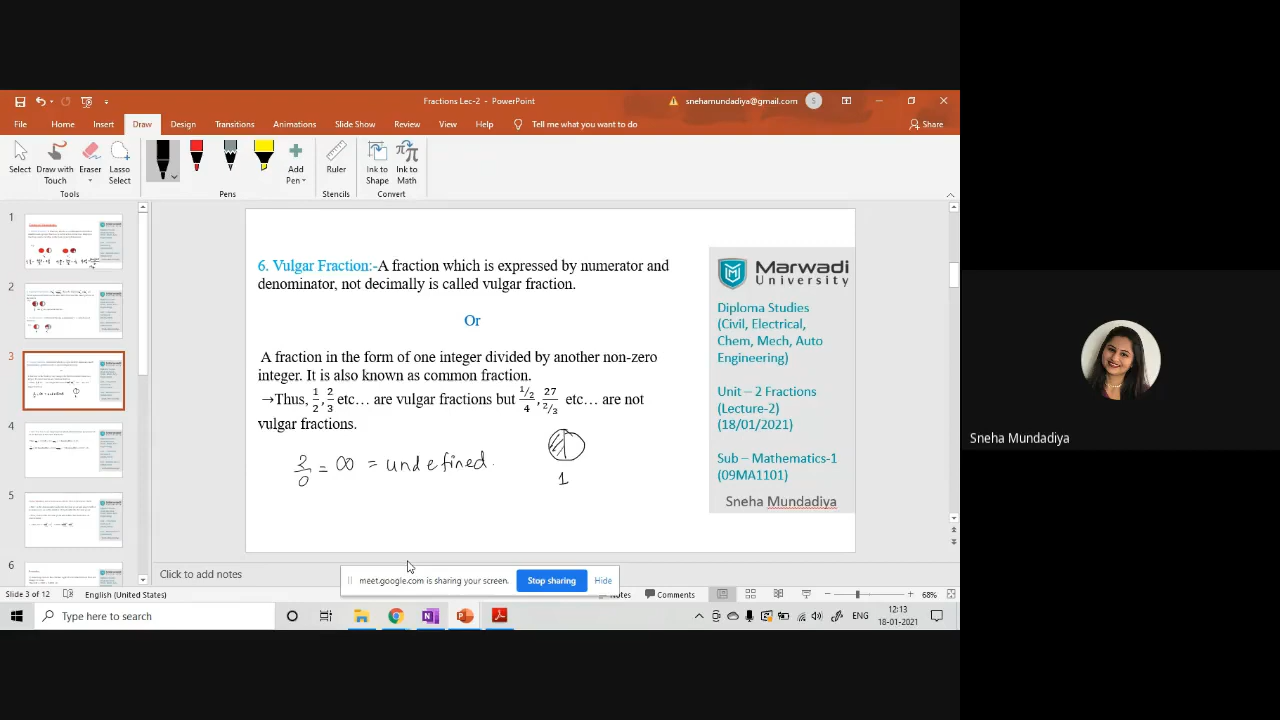 Fractions Lec-2 - PowerPoint
snehamundadiya@gmail.com
S
File Home Insert Draw Design Transitions Animations Slide Show Review View Help Tell me what you want to do
Share
Select
Draw with Touch
Eraser
Lasso Select
Add Pen
Ruler
Ink to Shape
Ink to Math
Tools
Pens
Stencils
Convert
1
2
3
4
5
6
6. Vulgar Fraction:-A fraction which is expressed by numerator and
denominator, not decimally is called vulgar fraction.
Or
A fraction in the form of one integer divided by another non-zero
integer. It is also known as common fraction.
→Thus, 1/2, 2/3 etc… are vulgar fractions but (1/2)/4, 27/(2/3) etc… are not
vulgar fractions.
= ∞ = undefined.
1
Marwadi
University
Diploma Studies
(Civil, Electrical,
Chem, Mech, Auto
Engineering)
Unit – 2 Fractions
(Lecture-2)
(18/01/2021)
Sub – Mathematics-1
(09MA1101)
Sneha Mundadiya
Sneha Mundadiya
Click to add notes
meet.google.com is sharing your screen.
Stop sharing
Hide
Slide 3 of 12
English (United States)
Notes
Comments
68%
Type here to search
ENG
12:13
18-01-2021